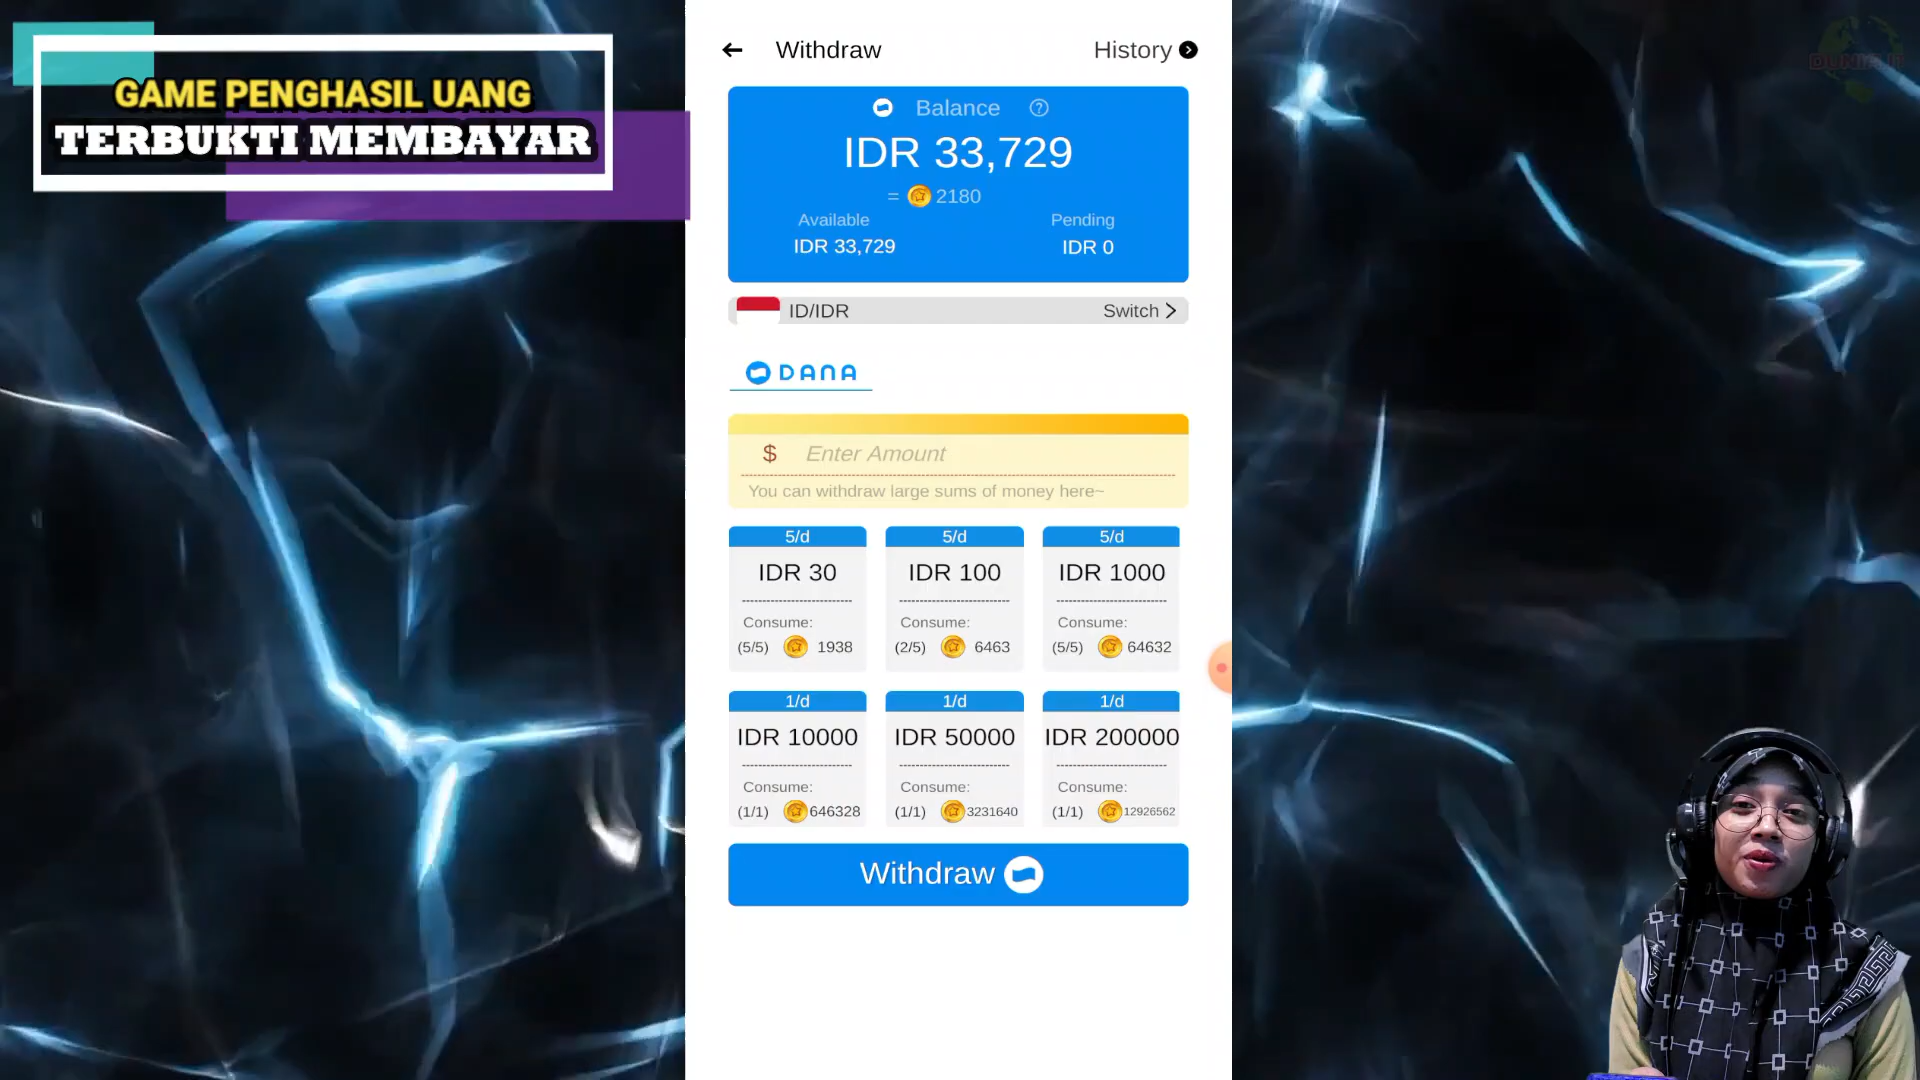 GAME PENGHASIL UANG
TERBUKTI MEMBAYAR
Withdraw
History
Balance
IDR 33,729
= 2180
Available
Pending
IDR 33,729
IDR 0
ID/IDR
Switch
DANA
$ Enter Amount
You can withdraw large sums of money here~
5/d
5/d
5/d
IDR 30
IDR 100
IDR 1000
Consume:
Consume:
Consume:
(5/5) 1938
(2/5) 6463
(5/5) 64632
1/d
1/d
1/d
IDR 10000
IDR 50000
IDR 200000
Consume:
Consume:
Consume:
(1/1) 646328
(1/1) 3231640
(1/1) 12926562
Withdraw